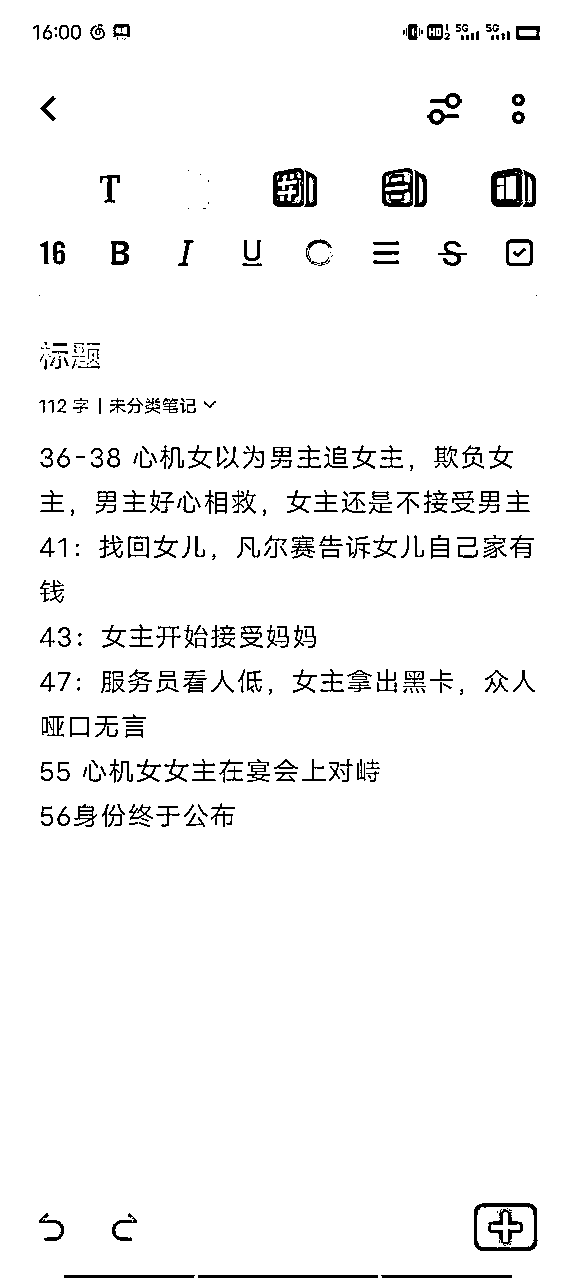 16:00
16 B I U S
标题
112 字 | 未分类笔记
36-38 心机女以为男主追女主，欺负女
主，男主好心相救，女主还是不接受男主
41：找回女儿，凡尔赛告诉女儿自己家有
钱
43：女主开始接受妈妈
47：服务员看人低，女主拿出黑卡，众人
哑口无言
55 心机女女主在宴会上对峙
56身份终于公布